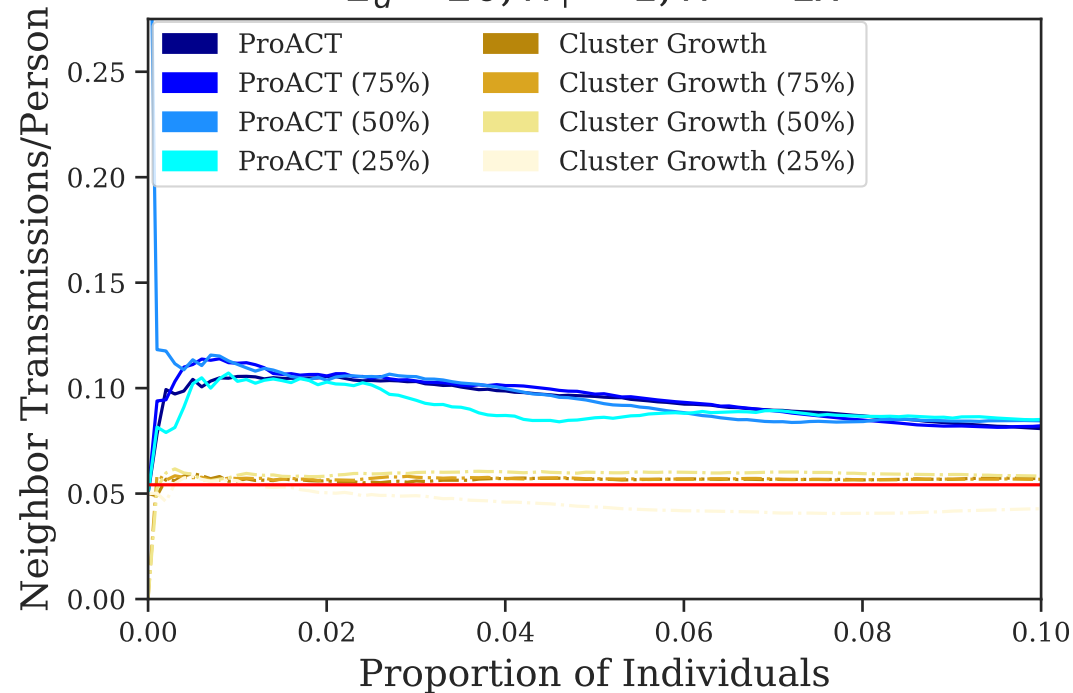 ProACT
ProACT (75%)
ProACT (50%)
ProACT (25%)
Cluster Growth
Cluster Growth (75%)
Cluster Growth (50%)
Cluster Growth (25%)
Neighbor Transmissions/Person
0.25
0.20
0.15
0.10
0.05
0.00
0.00 0.02 0.04 0.06 0.08 0.10
Proportion of Individuals